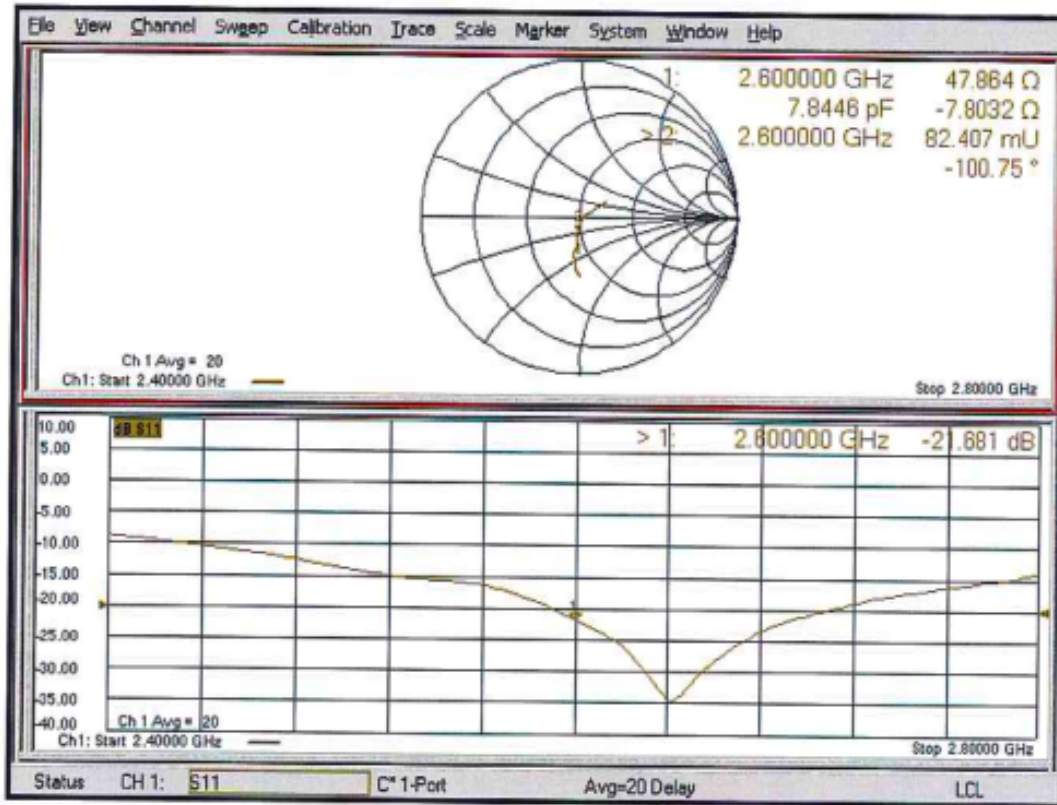 File View Channel Sweep Calibration Trace Scale Marker System Window Help
1: 2.600000 GHz 47.864 Ω
7.8446 pF -7.8032 Ω
> 2: 2.600000 GHz 82.407 mU
-100.75 °
Ch 1 Avg = 20
Ch1: Start 2.40000 GHz
Stop 2.80000 GHz
10.00
dB S11
> 1: 2.600000 GHz -21.681 dB
5.00
0.00
-5.00
-10.00
-15.00
-20.00
1
-25.00
-30.00
-35.00
-40.00
Ch 1 Avg = 20
Ch1: Start 2.40000 GHz
Stop 2.80000 GHz
Status CH 1: S11 C* 1-Port Avg=20 Delay LCL